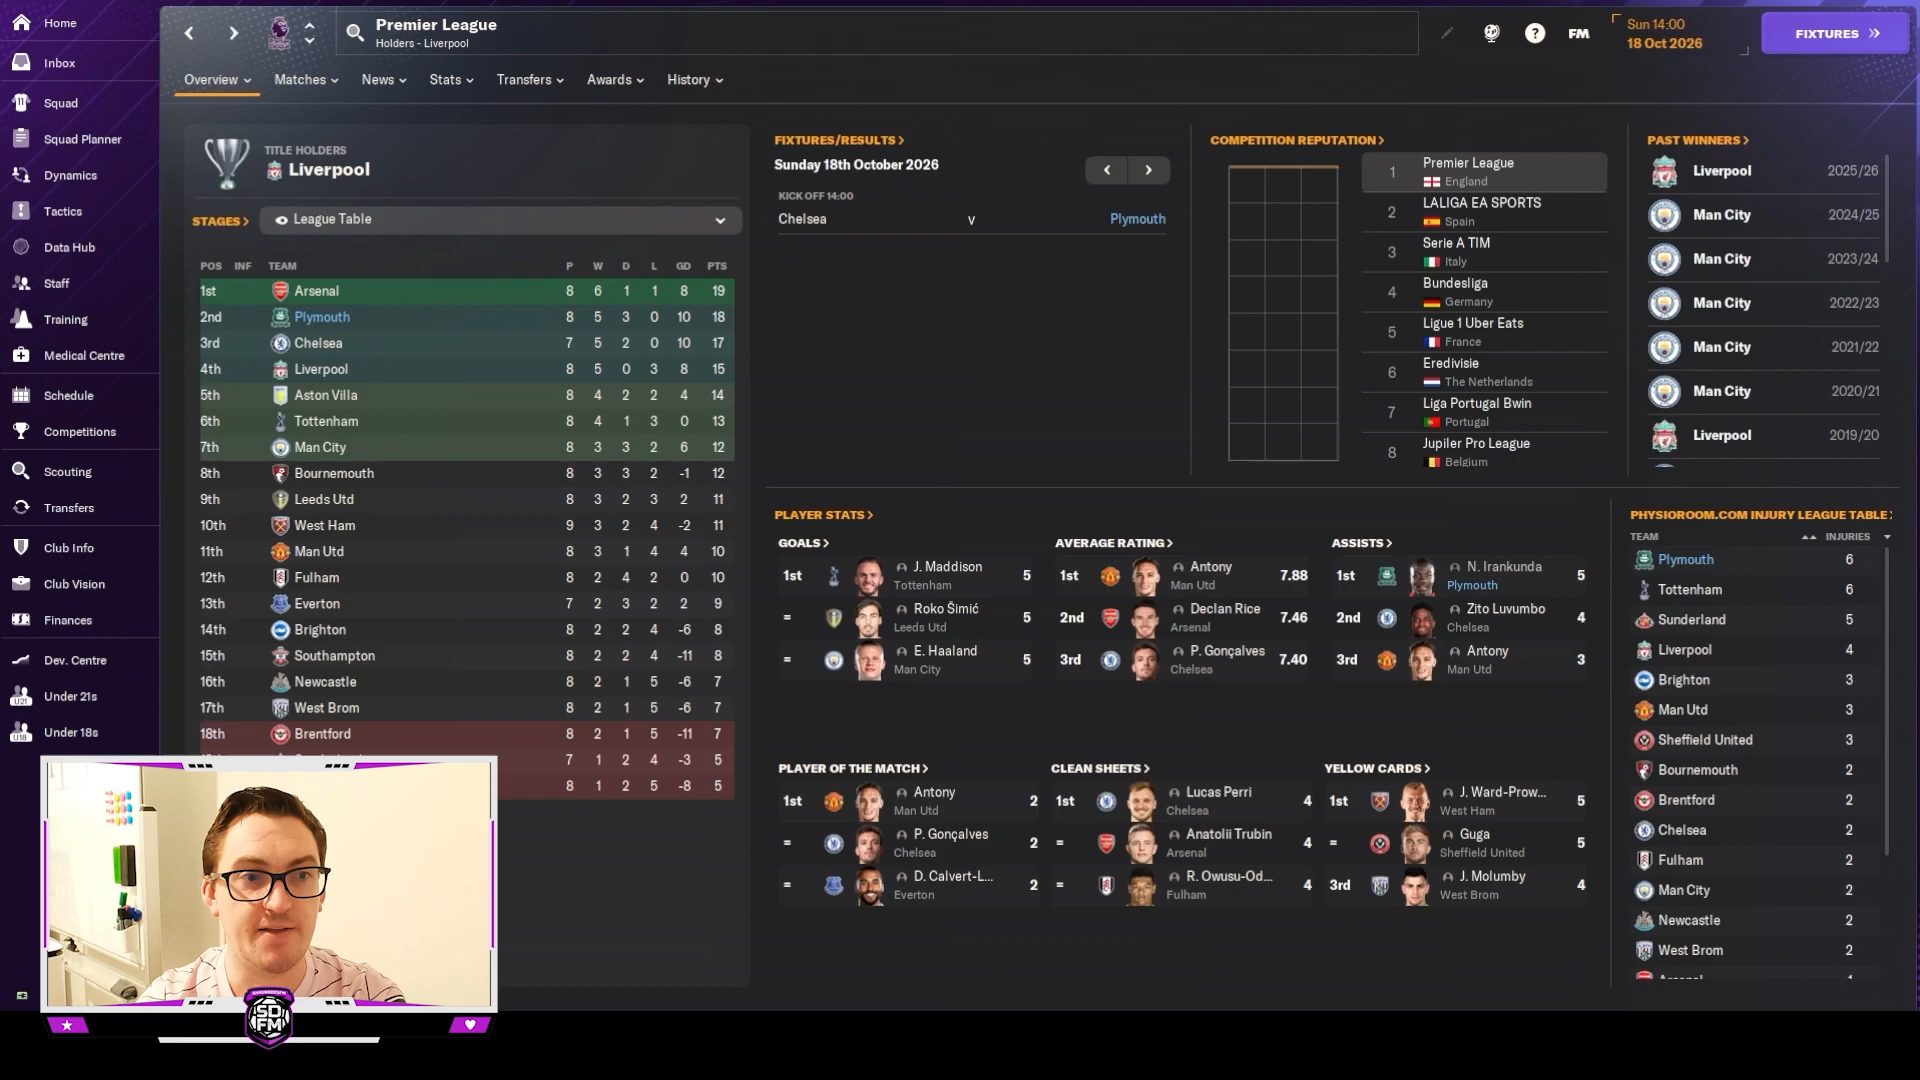 Home
Inbox
Squad
Squad Planner
Dynamics
Tactics
Data Hub
Staff
Training
Medical Centre
Schedule
Competitions
Scouting
Transfers
Club Info
Club Vision
Finances
Dev. Centre
Under 21s
Under 18s
Premier League
Holders - Liverpool
FM
Sun 14:00
18 Oct 2026
FIXTURES
Overview
Matches
News
Stats
Transfers
Awards
History
TITLE HOLDERS
Liverpool
STAGES >
League Table
POS INF TEAM P W D L GD PTS
1st Arsenal 8 6 1 1 8 19
2nd Plymouth 8 5 3 0 10 18
3rd Chelsea 7 5 2 0 10 17
4th Liverpool 8 5 0 3 8 15
5th Aston Villa 8 4 2 2 4 14
6th Tottenham 8 4 1 3 0 13
7th Man City 8 3 3 2 6 12
8th Bournemouth 8 3 3 2 -1 12
9th Leeds Utd 8 3 2 3 2 11
10th West Ham 9 3 2 4 -2 11
11th Man Utd 8 3 1 4 4 10
12th Fulham 8 2 4 2 0 10
13th Everton 7 2 3 2 2 9
14th Brighton 8 2 2 4 -6 8
15th Southampton 8 2 2 4 -11 8
16th Newcastle 8 2 1 5 -6 7
17th West Brom 8 2 1 5 -6 7
18th Brentford 8 2 1 5 -11 7
7 1 2 4 -3 5
8 1 2 5 -8 5
SDFM
FIXTURES/RESULTS >
Sunday 18th October 2026
KICK OFF 14:00
Chelsea v Plymouth
COMPETITION REPUTATION >
1 Premier League
England
2 LALIGA EA SPORTS
Spain
3 Serie A TIM
Italy
4 Bundesliga
Germany
5 Ligue 1 Uber Eats
France
6 Eredivisie
The Netherlands
7 Liga Portugal Bwin
Portugal
8 Jupiler Pro League
Belgium
PAST WINNERS >
Liverpool 2025/26
Man City 2024/25
Man City 2023/24
Man City 2022/23
Man City 2021/22
Man City 2020/21
Liverpool 2019/20
PLAYER STATS >
GOALS >
1st J. Maddison 5
Tottenham
= Roko Šimić 5
Leeds Utd
= E. Haaland 5
Man City
AVERAGE RATING >
1st Antony 7.88
Man Utd
2nd Declan Rice 7.46
Arsenal
3rd P. Gonçalves 7.40
Chelsea
ASSISTS >
1st N. Irankunda 5
Plymouth
2nd Zito Luvumbo 4
Chelsea
3rd Antony 3
Man Utd
PLAYER OF THE MATCH >
1st Antony 2
Man Utd
= P. Gonçalves 2
Chelsea
= D. Calvert-L... 2
Everton
CLEAN SHEETS >
1st Lucas Perri 4
Chelsea
= Anatolii Trubin 4
Arsenal
= R. Owusu-Od... 4
Fulham
YELLOW CARDS >
1st J. Ward-Prow... 5
West Ham
= Guga 5
Sheffield United
3rd J. Molumby 4
West Brom
PHYSIOROOM.COM INJURY LEAGUE TABLE
TEAM INJURIES
Plymouth 6
Tottenham 6
Sunderland 5
Liverpool 4
Brighton 3
Man Utd 3
Sheffield United 3
Bournemouth 2
Brentford 2
Chelsea 2
Fulham 2
Man City 2
Newcastle 2
West Brom 2